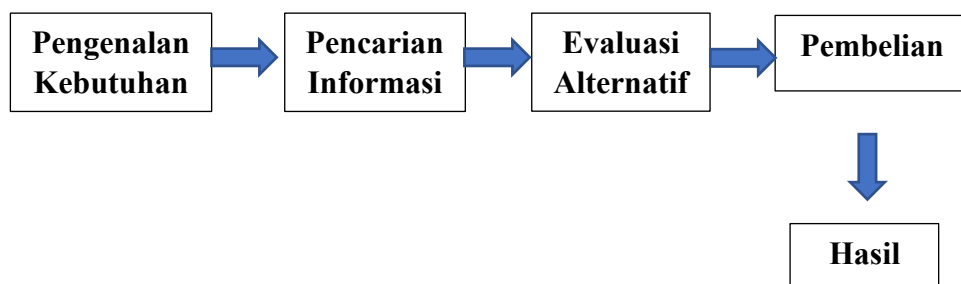 Pengenalan
Kebutuhan
Pencarian
Informasi
Evaluasi
Alternatif
Pembelian
Hasil